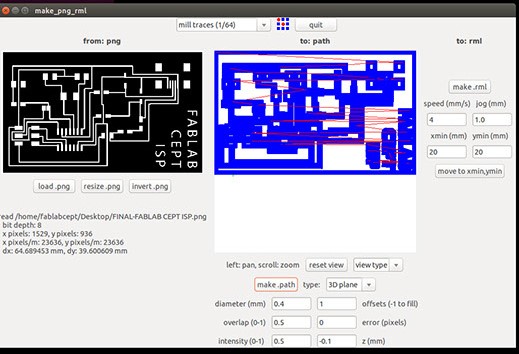 make_png_rml
mill traces (1/64)
quit
from: png
to: path
to: rml
FABLAB
CEPT
ISP
load .png
resize .png
invert .png
read /home/fablabcept/Desktop/FINAL-FABLAB CEPT ISP.png
bit depth: 8
x pixels: 1529, y pixels: 936
x pixels/m: 23636, y pixels/m: 23636
dx: 64.689453 mm, dy: 39.600609 mm
left: pan, scroll: zoom
reset view
view type
make .path
type:
3D plane
diameter (mm)
0.4
1
offsets (-1 to fill)
overlap (0-1)
0.5
0
error (pixels)
intensity (0-1)
0.5
-0.1
z (mm)
make .rml
speed (mm/s)
jog (mm)
4
1.0
xmin (mm)
ymin (mm)
20
20
move to xmin,ymin